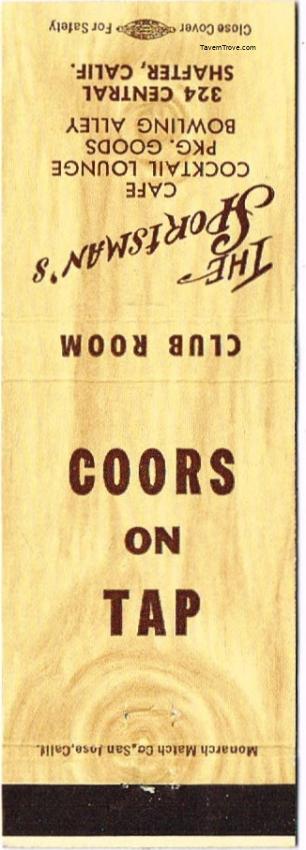 TavernTrove.com
Close Cover For Safety
THE
SPORTSMAN'S
CAFE
COCKTAIL LOUNGE
PKG. GOODS
BOWLING ALLEY
324 CENTRAL
SHAFTER, CALIF.
CLUB ROOM
COORS
ON
TAP
Monarch Match Co., San Jose, Calif.